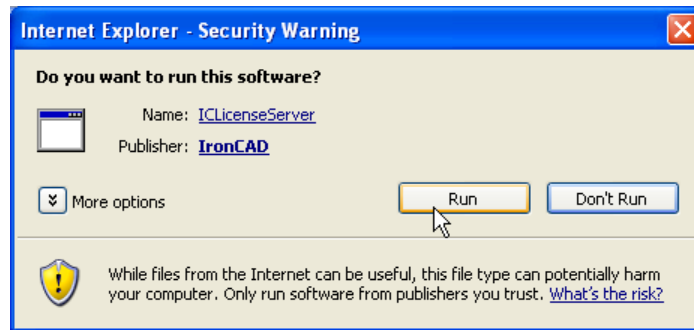 Internet Explorer - Security Warning
Do you want to run this software?
Name: ICLicenseServer
Publisher: IronCAD
More options
Run
Don't Run
While files from the Internet can be useful, this file type can potentially harm
your computer. Only run software from publishers you trust. What's the risk?